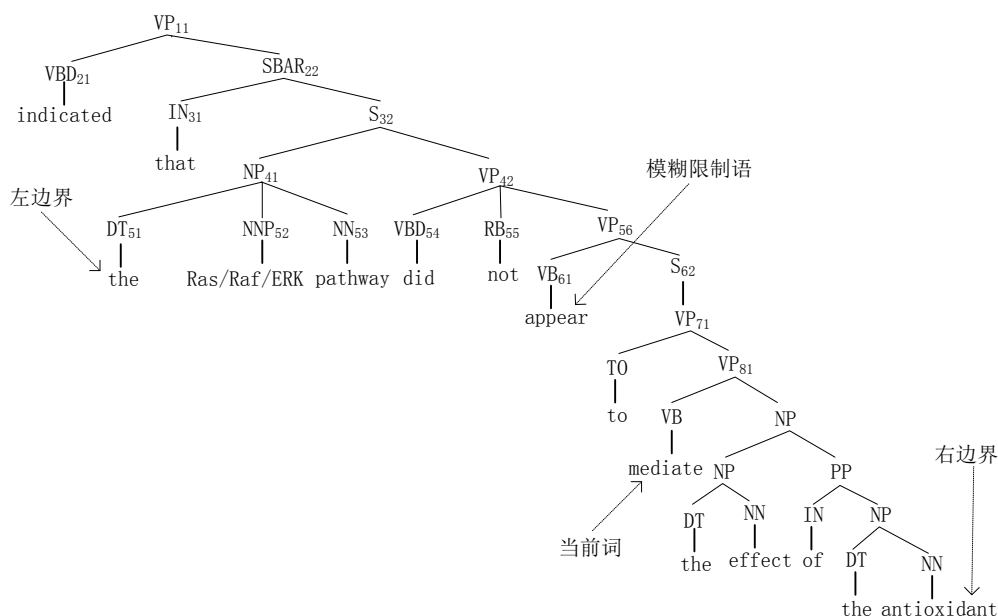 VP11
VBD21 SBAR22
indicated IN31 S32
that
NP41 VP42 模糊限制语
左边界
DT51 NNP52 NN53 VBD54 RB55 VP56
the Ras/Raf/ERK pathway did not VB61 S62
appear VP71
TO VP81
to VB NP
mediate NP PP 右边界
DT NN IN NP
当前词 the effect of DT NN
the antioxidant